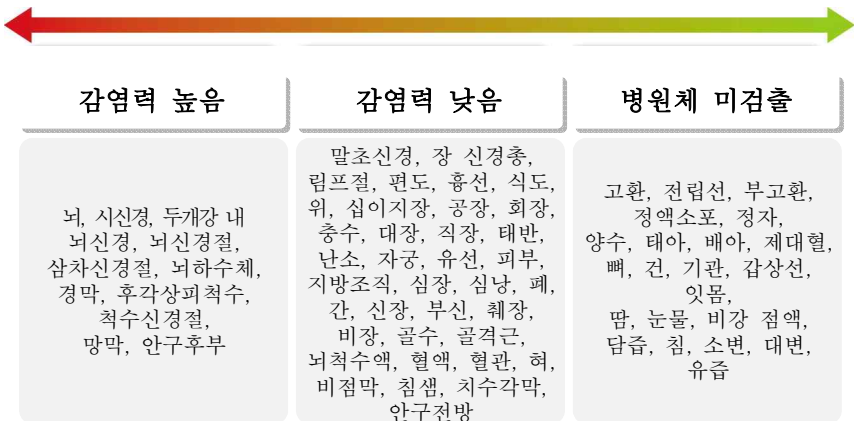 감염력 높음
뇌, 시신경, 두개강 내
뇌신경, 뇌신경절,
삼차신경절, 뇌하수체,
경막, 후각상피척수,
척수신경절,
망막, 안구후부
감염력 낮음
말초신경, 장 신경총,
림프절, 편도, 흉선, 식도,
위, 십이지장, 공장, 회장,
충수, 대장, 직장, 태반,
난소, 자궁, 유선, 피부,
지방조직, 심장, 심낭, 폐,
간, 신장, 부신, 췌장,
비장, 골수, 골격근,
뇌척수액, 혈액, 혈관, 혀,
비점막, 침샘, 치수각막,
안구전방
병원체 미검출
고환, 전립선, 부고환,
정액소포, 정자,
양수, 태아, 배아, 제대혈,
뼈, 건, 기관, 갑상선,
잇몸,
땀, 눈물, 비강 점액,
담즙, 침, 소변, 대변,
유즙